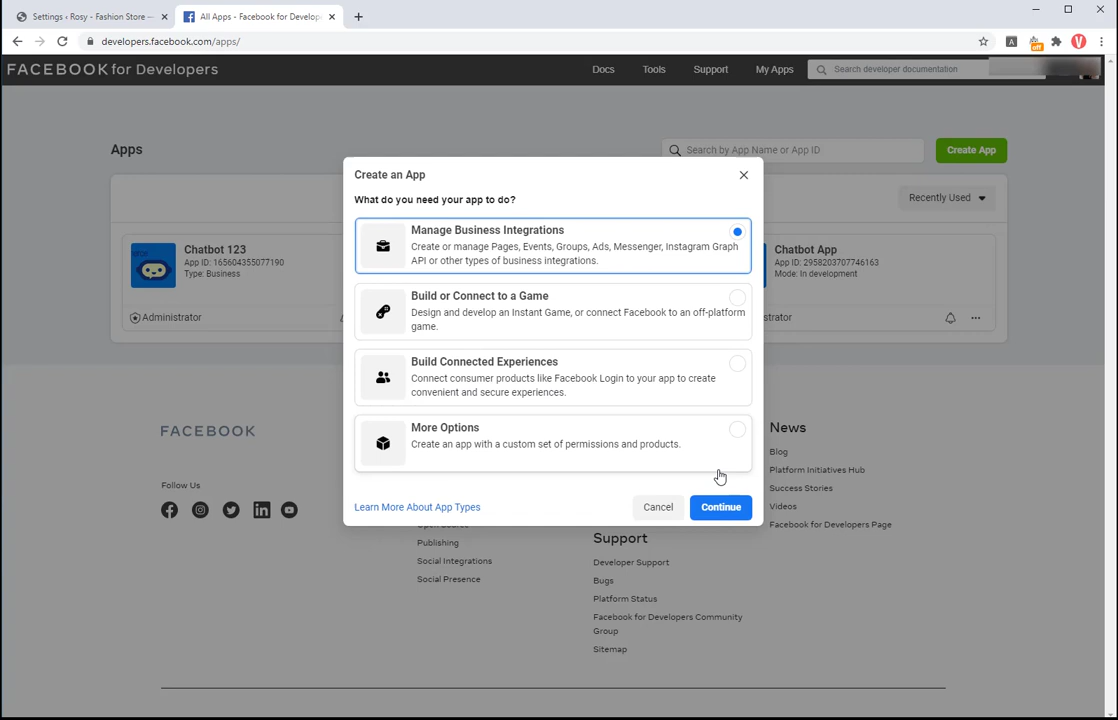 Settings ‹ Rosy - Fashion Store —
All Apps - Facebook for Develop
developers.facebook.com/apps/
A
off
FACEBOOK for Developers
Docs
Tools
Support
My Apps
Search developer documentation
Apps
Search by App Name or App ID
Create App
Recently Used
Chatbot 123
App ID: 165604355077190
Type: Business
Administrator
Chatbot App
App ID: 2958203707746163
Mode: In development
Create an App
What do you need your app to do?
Manage Business Integrations
Create or manage Pages, Events, Groups, Ads, Messenger, Instagram Graph
API or other types of business integrations.
Build or Connect to a Game
Design and develop an Instant Game, or connect Facebook to an off-platform
game.
Build Connected Experiences
Connect consumer products like Facebook Login to your app to create
convenient and secure experiences.
More Options
Create an app with a custom set of permissions and products.
Learn More About App Types
Cancel
Continue
FACEBOOK
Follow Us
Publishing
Social Integrations
Social Presence
Support
Developer Support
Bugs
Platform Status
Facebook for Developers Community
Group
Sitemap
News
Blog
Platform Initiatives Hub
Success Stories
Videos
Facebook for Developers Page